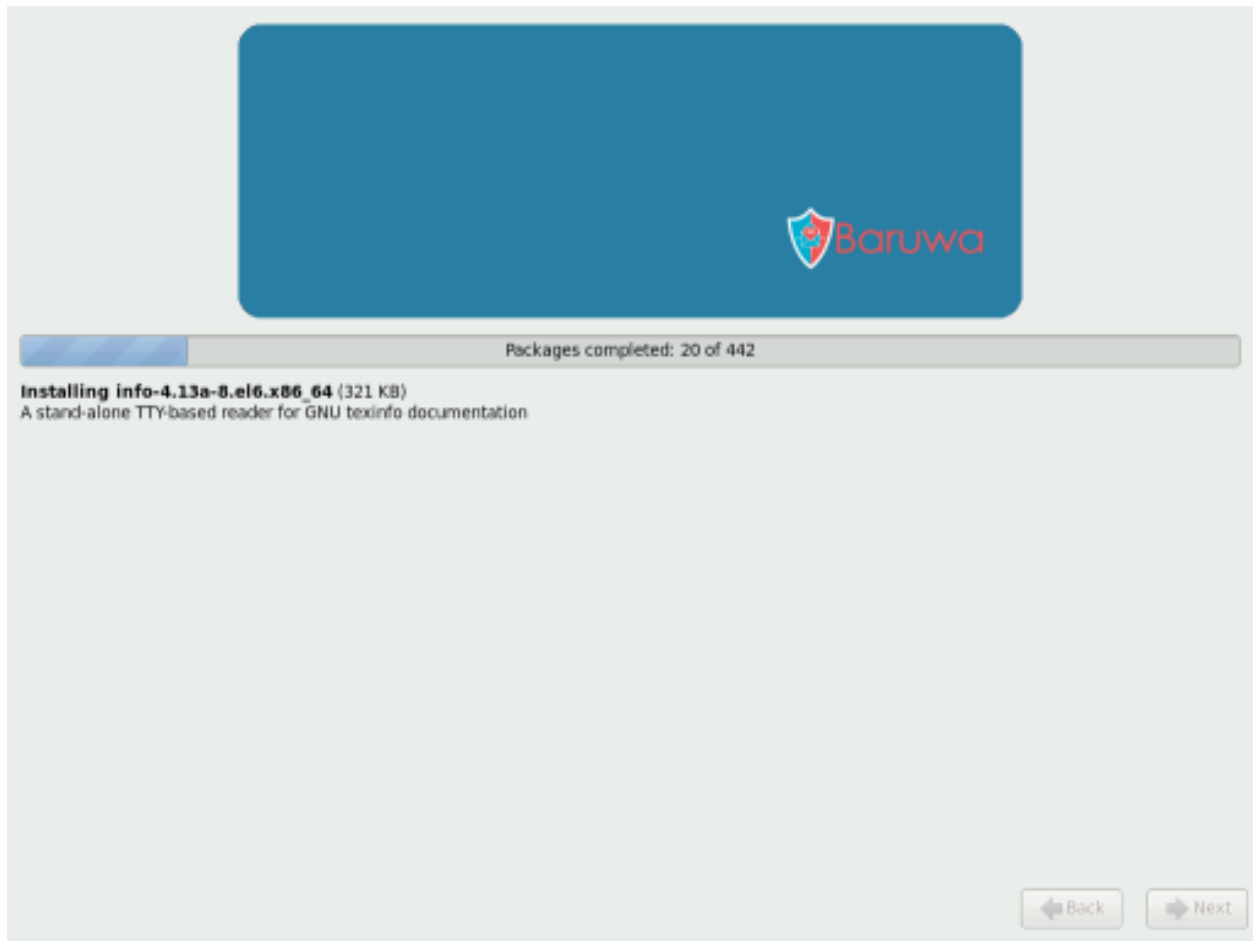 Baruwa
Packages completed: 20 of 442
Installing info-4.13a-8.el6.x86_64 (321 KB)
A stand-alone TTY-based reader for GNU texinfo documentation
Back
Next